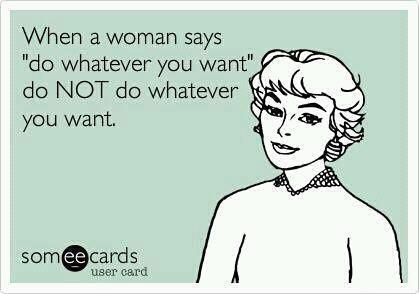 When a woman says
"do whatever you want"
do NOT do whatever
you want.
someecards
user card